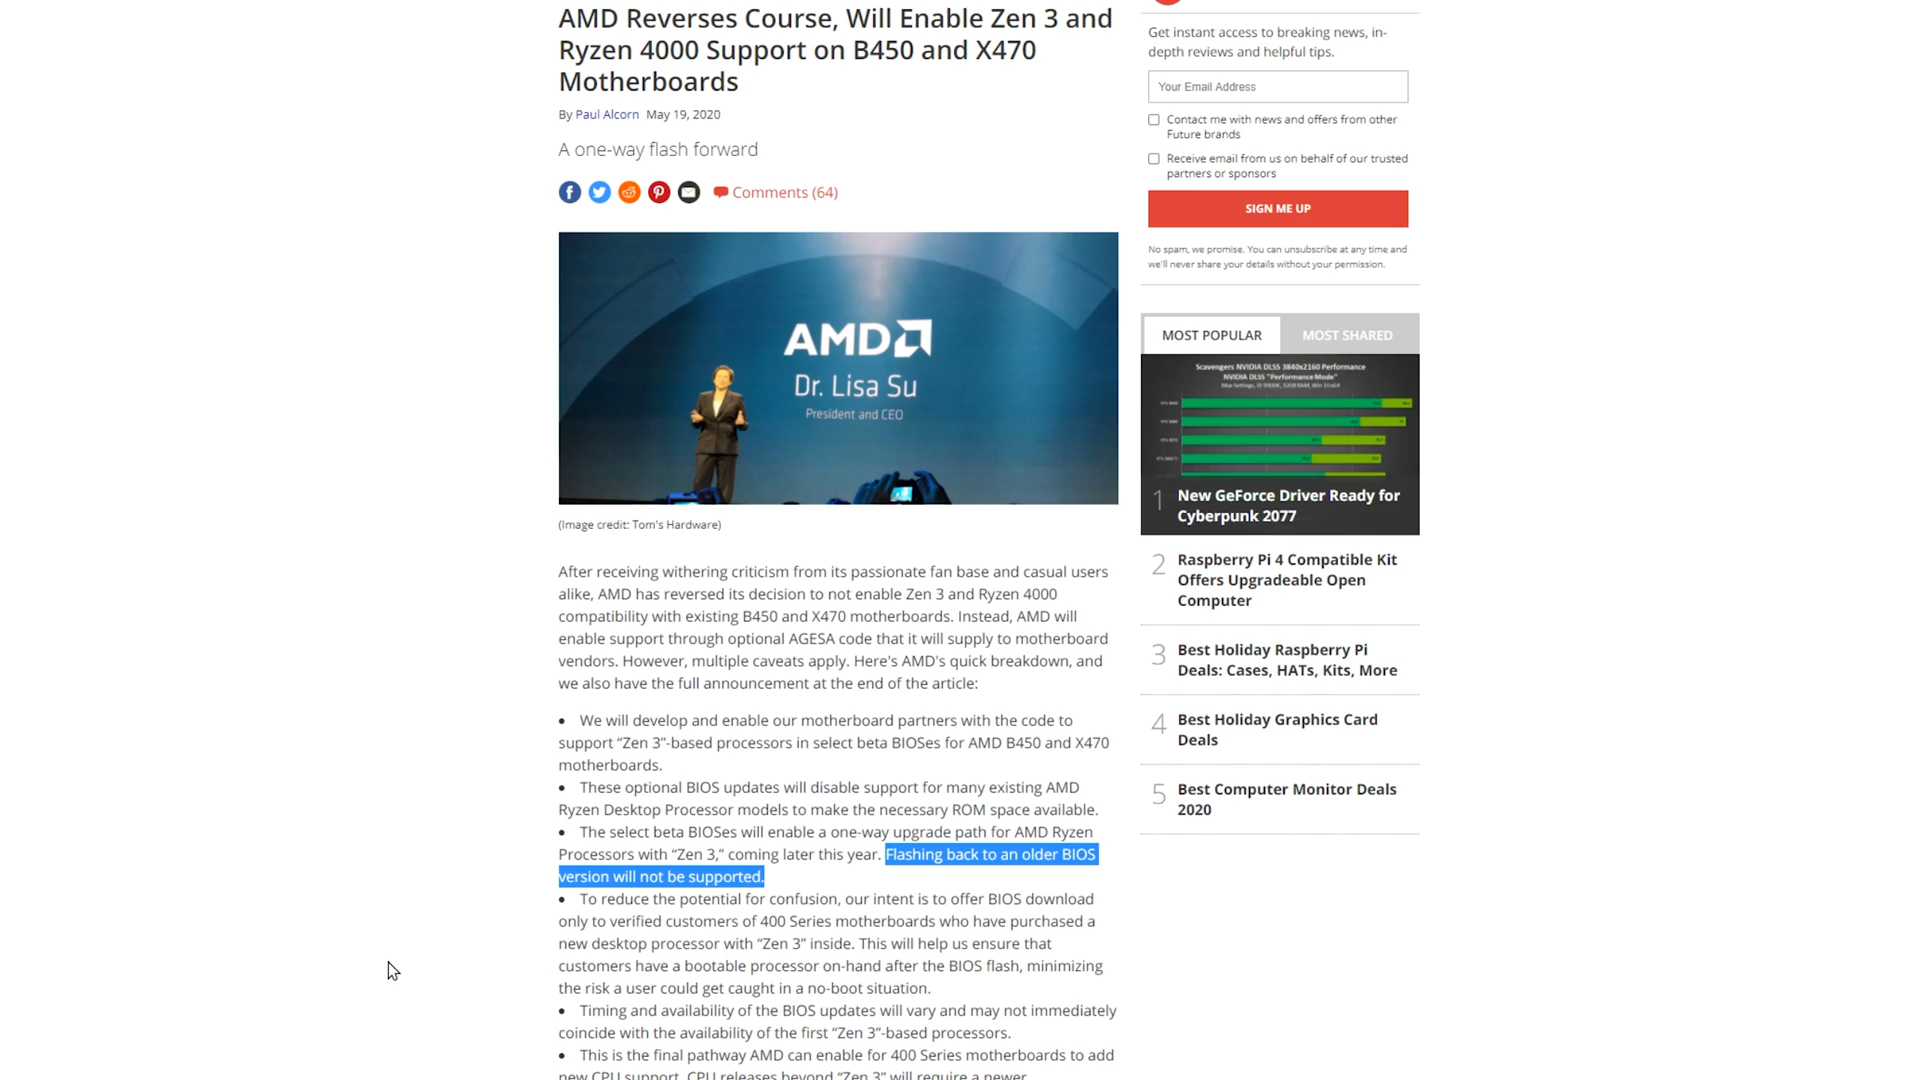 AMD Reverses Course, Will Enable Zen 3 and
Ryzen 4000 Support on B450 and X470
Motherboards
By Paul Alcorn May 19, 2020
A one-way flash forward
Comments (64)
AMD
Dr. Lisa Su
President and CEO
(Image credit: Tom's Hardware)
After receiving withering criticism from its passionate fan base and casual users
alike, AMD has reversed its decision to not enable Zen 3 and Ryzen 4000
compatibility with existing B450 and X470 motherboards. Instead, AMD will
enable support through optional AGESA code that it will supply to motherboard
vendors. However, multiple caveats apply. Here's AMD's quick breakdown, and
we also have the full announcement at the end of the article:
• We will develop and enable our motherboard partners with the code to
support “Zen 3”-based processors in select beta BIOSes for AMD B450 and X470
motherboards.
• These optional BIOS updates will disable support for many existing AMD
Ryzen Desktop Processor models to make the necessary ROM space available.
• The select beta BIOSes will enable a one-way upgrade path for AMD Ryzen
Processors with “Zen 3,” coming later this year. Flashing back to an older BIOS
version will not be supported.
• To reduce the potential for confusion, our intent is to offer BIOS download
only to verified customers of 400 Series motherboards who have purchased a
new desktop processor with “Zen 3” inside. This will help us ensure that
customers have a bootable processor on-hand after the BIOS flash, minimizing
the risk a user could get caught in a no-boot situation.
• Timing and availability of the BIOS updates will vary and may not immediately
coincide with the availability of the first “Zen 3”-based processors.
• This is the final pathway AMD can enable for 400 Series motherboards to add
new CPU support. CPU releases beyond “Zen 3” will require a newer
Get instant access to breaking news, in-
depth reviews and helpful tips.
Your Email Address
Contact me with news and offers from other
Future brands
Receive email from us on behalf of our trusted
partners or sponsors
SIGN ME UP
No spam, we promise. You can unsubscribe at any time and
we'll never share your details without your permission.
MOST POPULAR
MOST SHARED
Scavengers NVIDIA DLSS 3840x2160 Performance
NVIDIA DLSS "Performance Mode"
1 New GeForce Driver Ready for
Cyberpunk 2077
2 Raspberry Pi 4 Compatible Kit
Offers Upgradeable Open
Computer
3 Best Holiday Raspberry Pi
Deals: Cases, HATs, Kits, More
4 Best Holiday Graphics Card
Deals
5 Best Computer Monitor Deals
2020